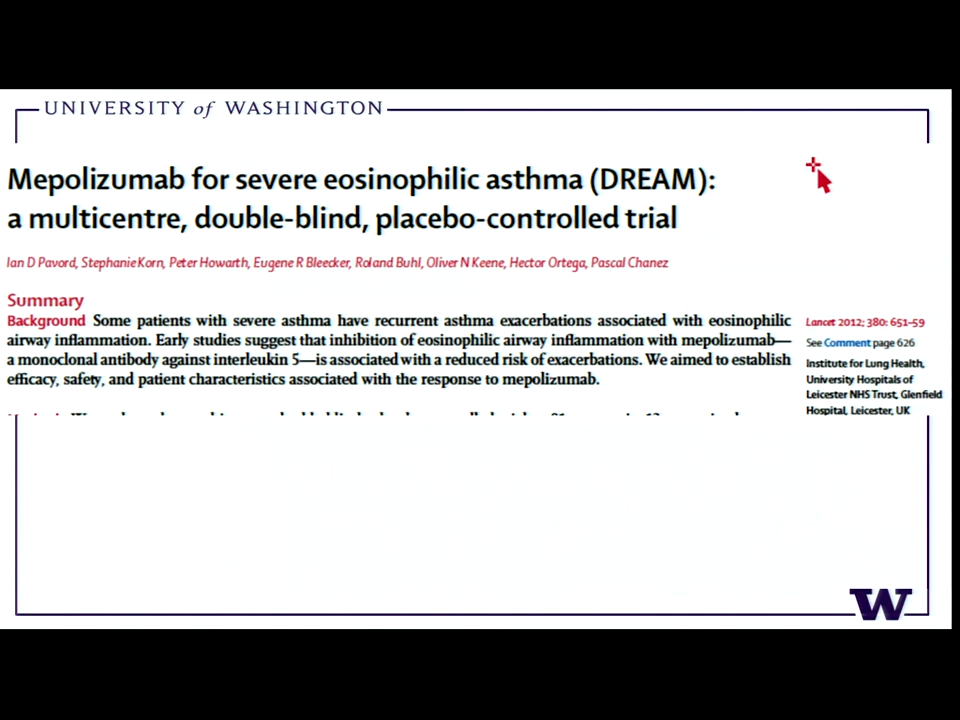 UNIVERSITY of WASHINGTON
Mepolizumab for severe eosinophilic asthma (DREAM):
a multicentre, double-blind, placebo-controlled trial
Ian D Pavord, Stephanie Korn, Peter Howarth, Eugene R Bleecker, Roland Buhl, Oliver N Keene, Hector Ortega, Pascal Chanez
Summary
Background Some patients with severe asthma have recurrent asthma exacerbations associated with eosinophilic
airway inflammation. Early studies suggest that inhibition of eosinophilic airway inflammation with mepolizumab—
a monoclonal antibody against interleukin 5—is associated with a reduced risk of exacerbations. We aimed to establish
efficacy, safety, and patient characteristics associated with the response to mepolizumab.
Lancet 2012; 380: 651–59
See Comment page 626
Institute for Lung Health,
University Hospitals of
Leicester NHS Trust, Glenfield
Hospital, Leicester, UK
W